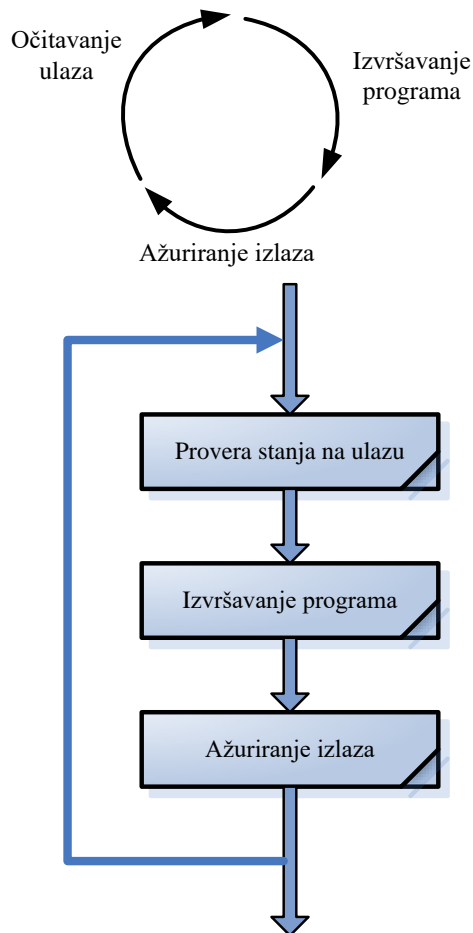 Očitavanje
ulaza
Izvršavanje
programa
Ažuriranje izlaza
Provera stanja na ulazu
Izvršavanje programa
Ažuriranje izlaza